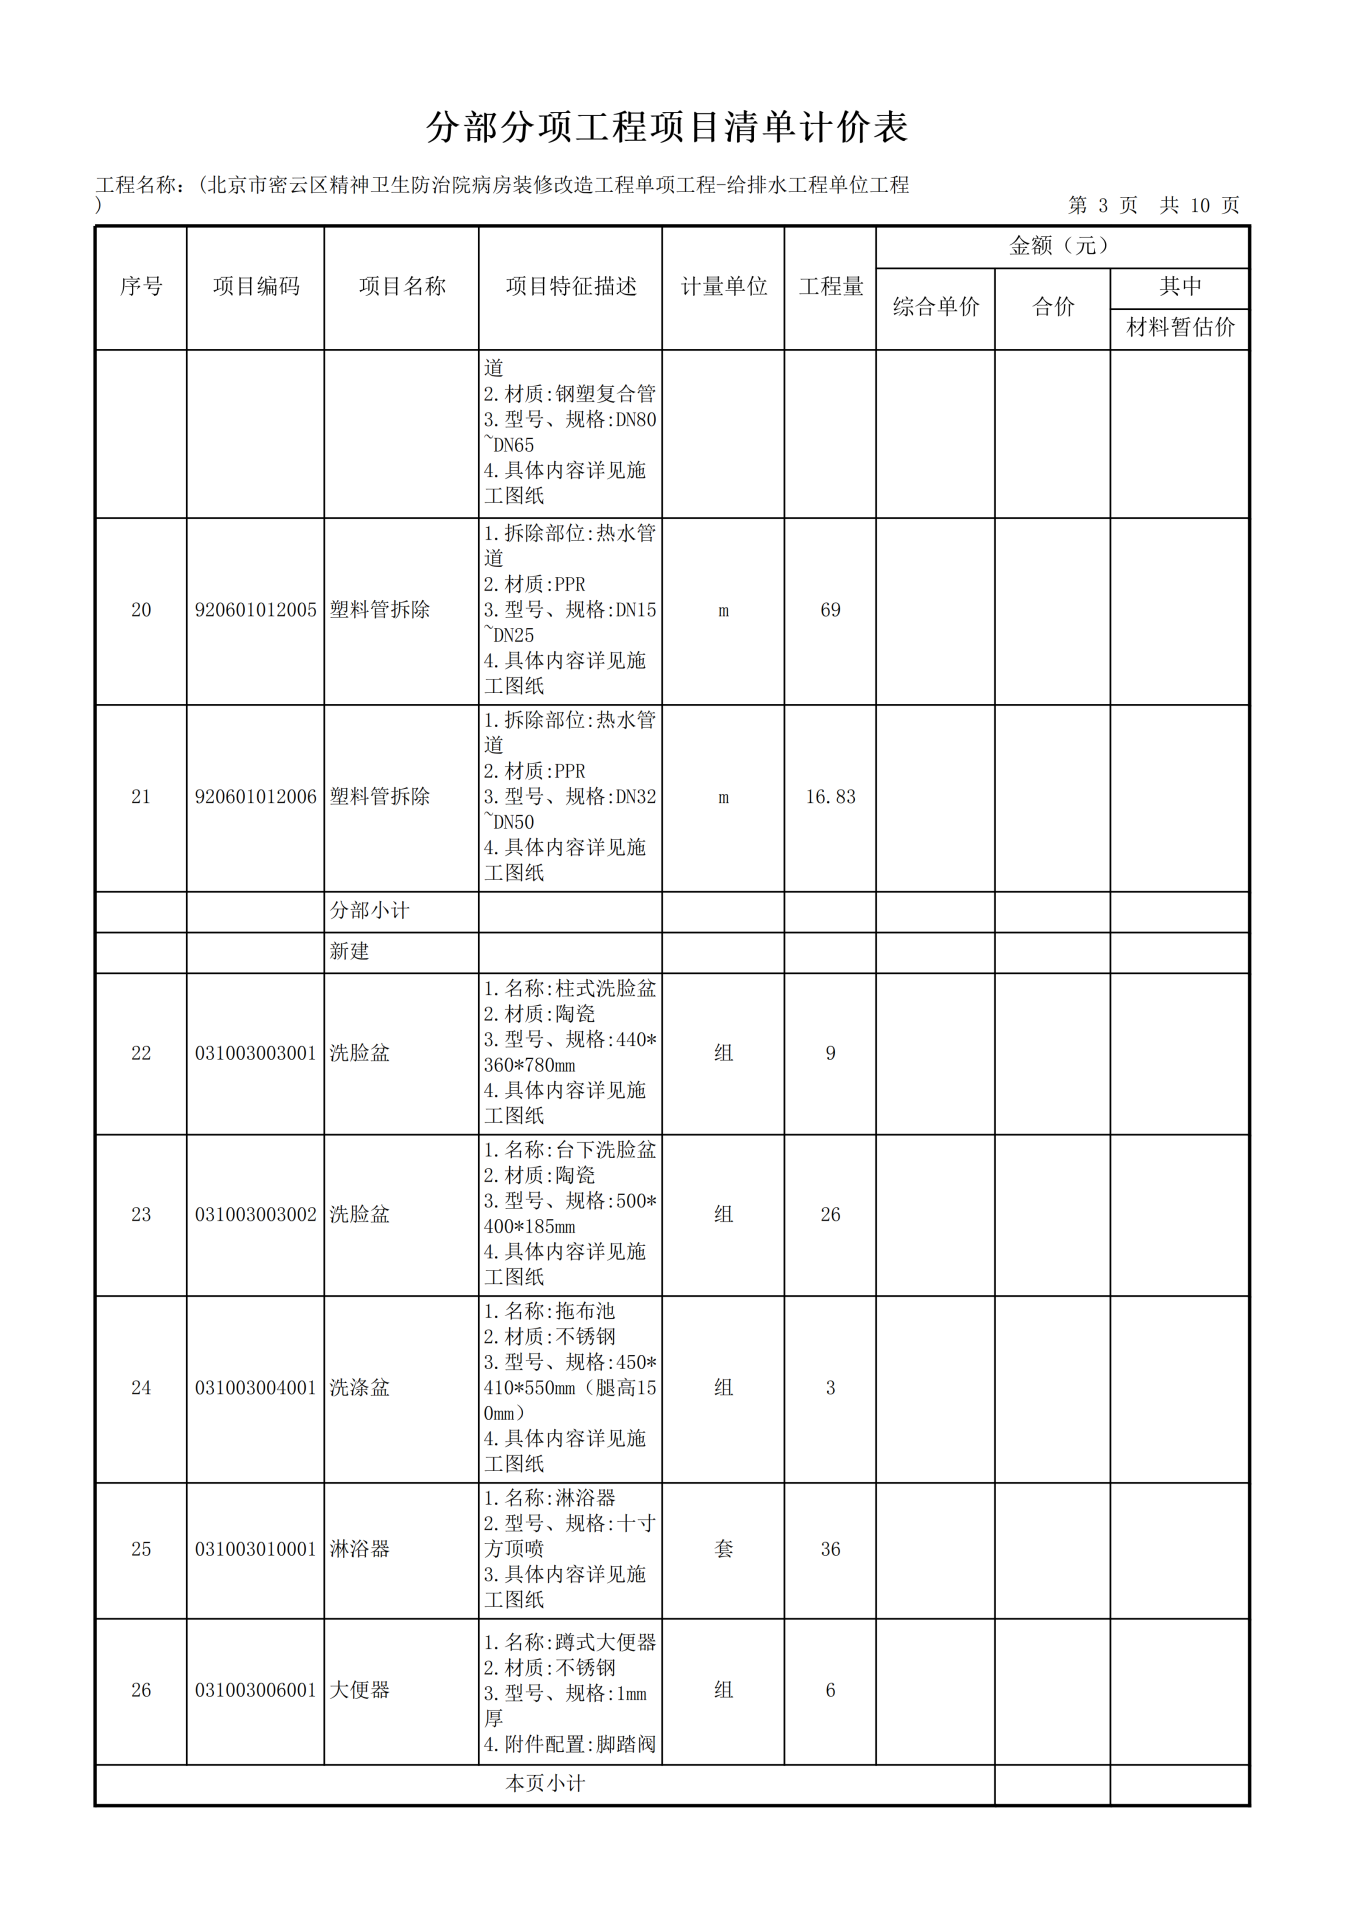 分部分项工程项目清单计价表
工程名称：(北京市密云区精神卫生防治院病房装修改造工程单项工程-给排水工程单位工程
)
第 3 页 共 10 页
序号
项目编码
项目名称
项目特征描述
计量单位
工程量
金额（元）
综合单价
合价
其中
材料暂估价
道
2.材质:钢塑复合管
3.型号、规格:DN80
~DN65
4.具体内容详见施
工图纸
20
920601012005
塑料管拆除
1.拆除部位:热水管
道
2.材质:PPR
3.型号、规格:DN15
~DN25
4.具体内容详见施
工图纸
m
69
21
920601012006
塑料管拆除
1.拆除部位:热水管
道
2.材质:PPR
3.型号、规格:DN32
~DN50
4.具体内容详见施
工图纸
m
16.83
分部小计
新建
22
031003003001
洗脸盆
1.名称:柱式洗脸盆
2.材质:陶瓷
3.型号、规格:440*
360*780mm
4.具体内容详见施
工图纸
组
9
23
031003003002
洗脸盆
1.名称:台下洗脸盆
2.材质:陶瓷
3.型号、规格:500*
400*185mm
4.具体内容详见施
工图纸
组
26
24
031003004001
洗涤盆
1.名称:拖布池
2.材质:不锈钢
3.型号、规格:450*
410*550mm（腿高15
0mm）
4.具体内容详见施
工图纸
组
3
25
031003010001
淋浴器
1.名称:淋浴器
2.型号、规格:十寸
方顶喷
3.具体内容详见施
工图纸
套
36
26
031003006001
大便器
1.名称:蹲式大便器
2.材质:不锈钢
3.型号、规格:1mm
厚
4.附件配置:脚踏阀
组
6
本页小计